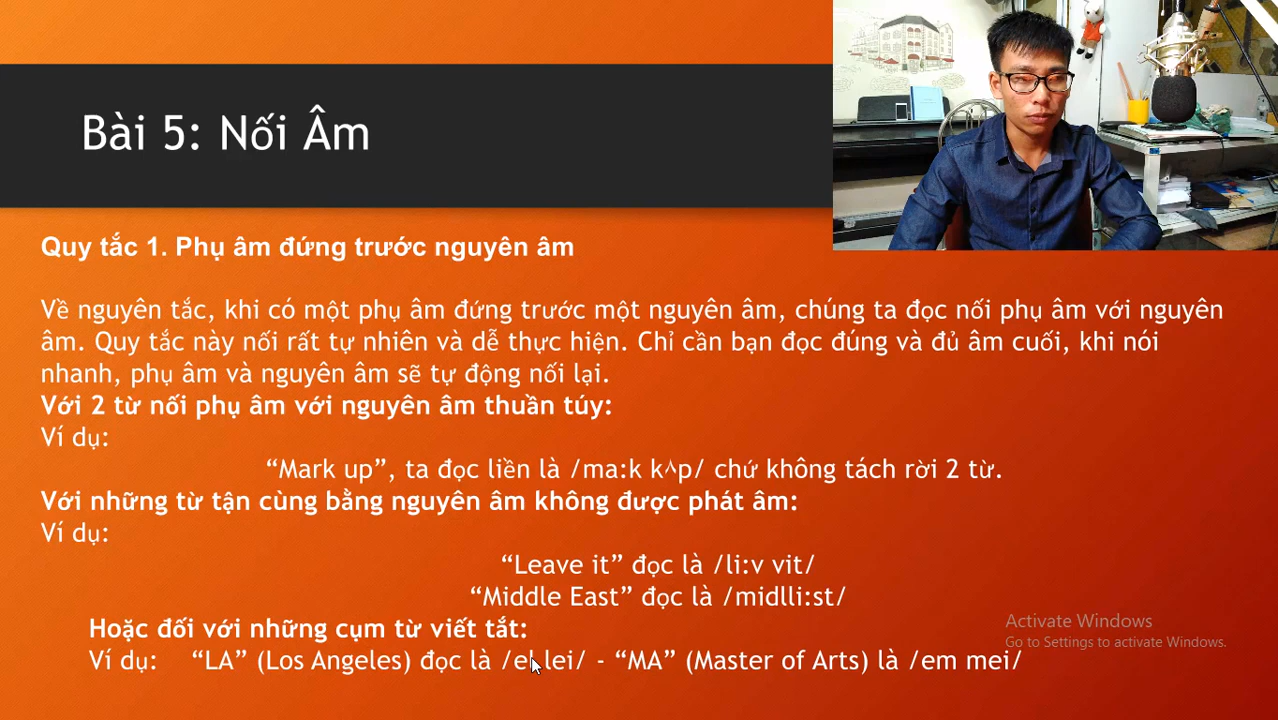 Bài 5: Nối Âm
Quy tắc 1. Phụ âm đứng trước nguyên âm
Về nguyên tắc, khi có một phụ âm đứng trước một nguyên âm, chúng ta đọc nối phụ âm với nguyên
âm. Quy tắc này nối rất tự nhiên và dễ thực hiện. Chỉ cần bạn đọc đúng và đủ âm cuối, khi nói
nhanh, phụ âm và nguyên âm sẽ tự động nối lại.
Với 2 từ nối phụ âm với nguyên âm thuần túy:
Ví dụ:
“Mark up”, ta đọc liền là /ma:k k^p/ chứ không tách rời 2 từ.
Với những từ tận cùng bằng nguyên âm không được phát âm:
Ví dụ:
“Leave it” đọc là /li:v vit/
“Middle East” đọc là /midlli:st/
Hoặc đối với những cụm từ viết tắt:
Ví dụ: “LA” (Los Angeles) đọc là /el lei/ - “MA” (Master of Arts) là /em mei/
Activate Windows
Go to Settings to activate Windows.